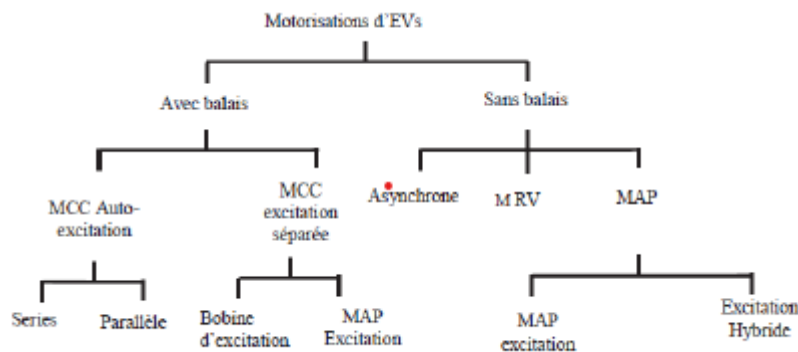 Motorisations d'EVs
Avec balais
Sans balais
MCC Auto-
excitation
MCC
excitation
séparée
Asynchrone
MRV
MAP
Series
Parallèle
Bobine
d'excitation
MAP
Excitation
MAP
excitation
Excitation
Hybride